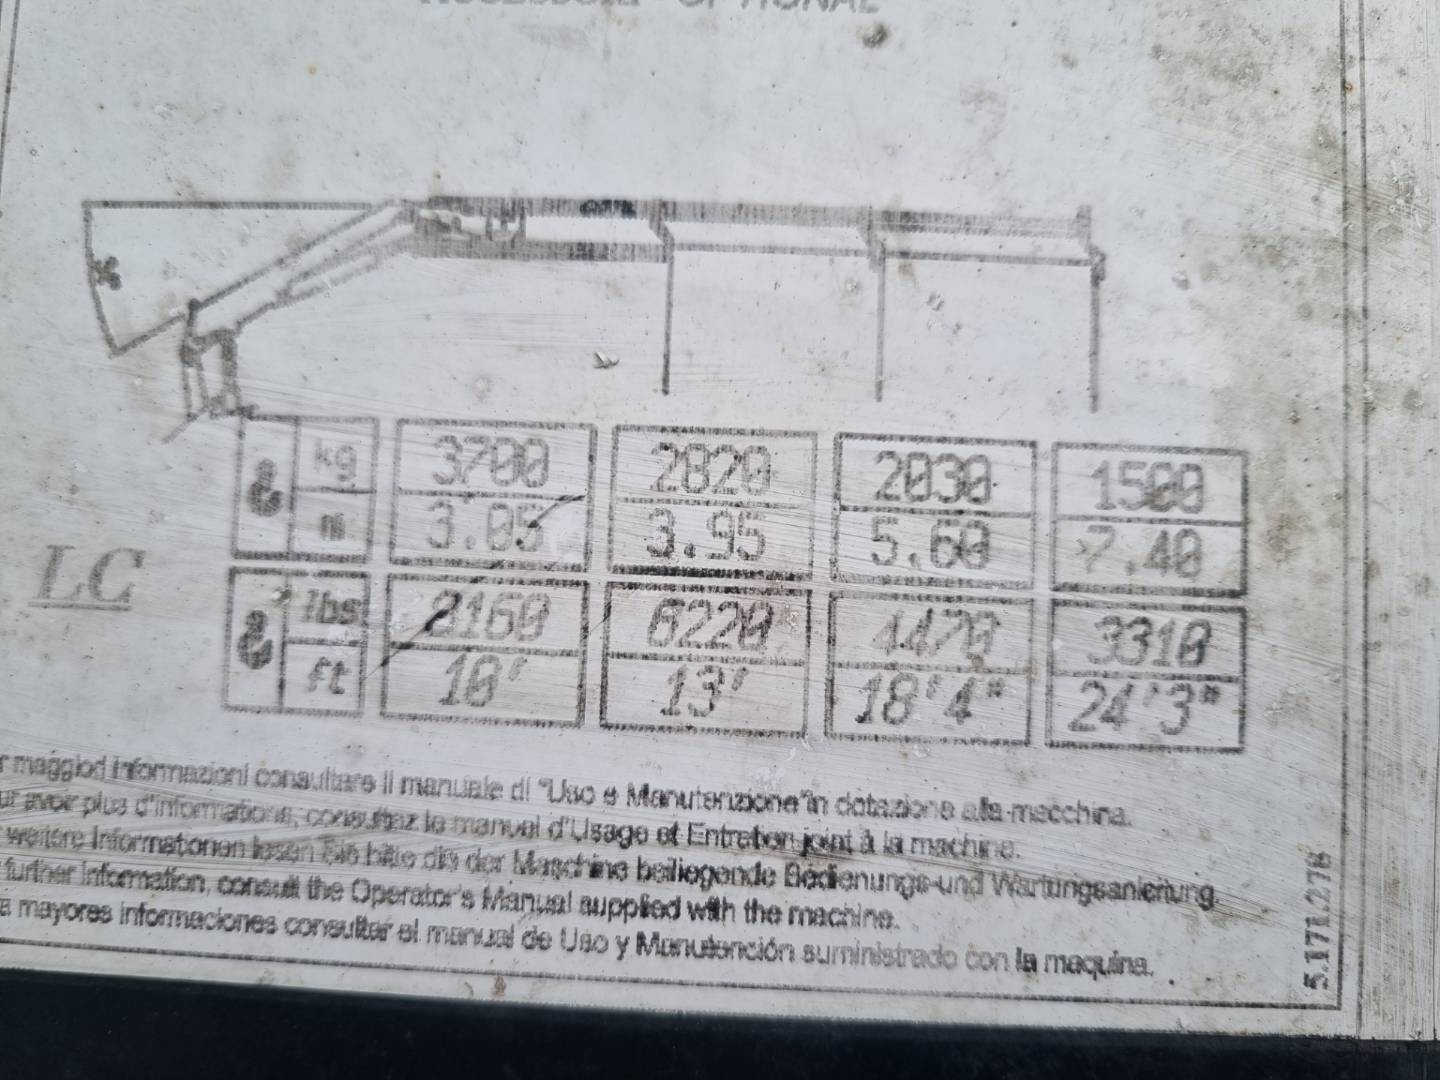 OPTIONAL
kg 3700 2820 2030 1500
m 3.05 3.95 5.60 7.40
LC
lbs 8160 6220 4470 3310
ft 10' 13' 18'4" 24'3"
r maggiori informazioni consultare il manuale di "Uso e Manutenzione" in dotazione alla macchina.
ur avoir plus d'informations, consultez le manuel d'Usage et Entretien joint à la machine.
weitere Informationen lesen Sie bitte die der Maschine beiliegende Bedienungs-und Wartungsanleitung.
further information, consult the Operator's Manual supplied with the machine.
a mayores informaciones consultar el manual de Uso y Manutención suministrado con la maquina.
5.171.278